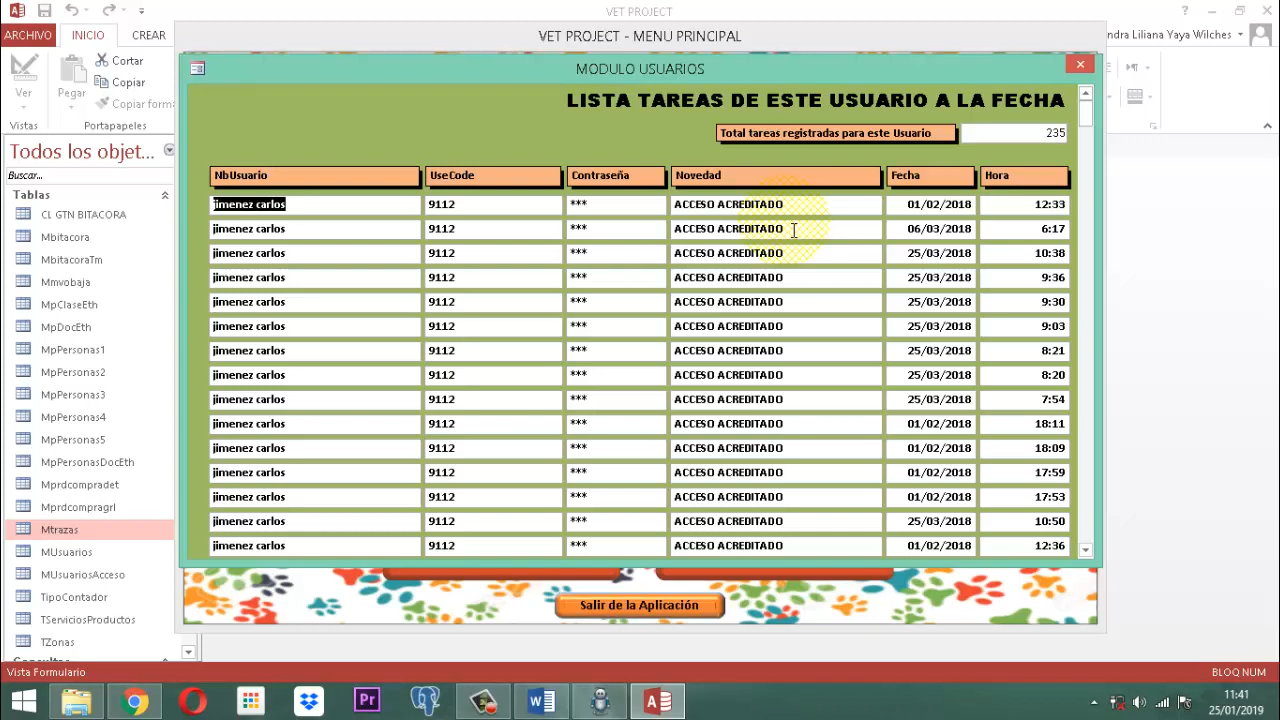 VET PROJECT
ARCHIVO INICIO CREAR
ndra Liliana Yaya Wilches
Ver
Pegar
Cortar
Copiar
Copiar forma
Vistas
Portapapeles
VET PROJECT - MENU PRINCIPAL
MODULO USUARIOS
LISTA TAREAS DE ESTE USUARIO A LA FECHA
Total tareas registradas para este Usuario 235
NbUsuario UseCode Contraseña Novedad Fecha Hora
jimenez carlos 9112 *** ACCESO ACREDITADO 01/02/2018 12:33
jimenez carlos 9112 *** ACCESO ACREDITADO 06/03/2018 6:17
jimenez carlos 9112 *** ACCESO ACREDITADO 25/03/2018 10:38
jimenez carlos 9112 *** ACCESO ACREDITADO 25/03/2018 9:36
jimenez carlos 9112 *** ACCESO ACREDITADO 25/03/2018 9:30
jimenez carlos 9112 *** ACCESO ACREDITADO 25/03/2018 9:03
jimenez carlos 9112 *** ACCESO ACREDITADO 25/03/2018 8:21
jimenez carlos 9112 *** ACCESO ACREDITADO 25/03/2018 8:20
jimenez carlos 9112 *** ACCESO ACREDITADO 25/03/2018 7:54
jimenez carlos 9112 *** ACCESO ACREDITADO 01/02/2018 18:11
jimenez carlos 9112 *** ACCESO ACREDITADO 01/02/2018 18:09
jimenez carlos 9112 *** ACCESO ACREDITADO 01/02/2018 17:59
jimenez carlos 9112 *** ACCESO ACREDITADO 01/02/2018 17:53
jimenez carlos 9112 *** ACCESO ACREDITADO 25/03/2018 10:50
jimenez carlos 9112 *** ACCESO ACREDITADO 01/02/2018 12:36
Todos los objet...
Buscar...
Tablas
CL GTN BITACORA
Mbitacora
MbitacoraTm
Mmvobaja
MpClaseEth
MpDocEth
MpPersonas1
MpPersonas2
MpPersonas3
MpPersonas4
MpPersonas5
MpPersonasDocEth
Mprdcompradet
Mprdcompragrl
Mtrazas
MUsuarios
MUsuariosAcceso
TipoContador
TServiciosProductos
TZonas
Salir de la Aplicación
Vista Formulario
BLOQ NUM
Pr
11:41
25/01/2019